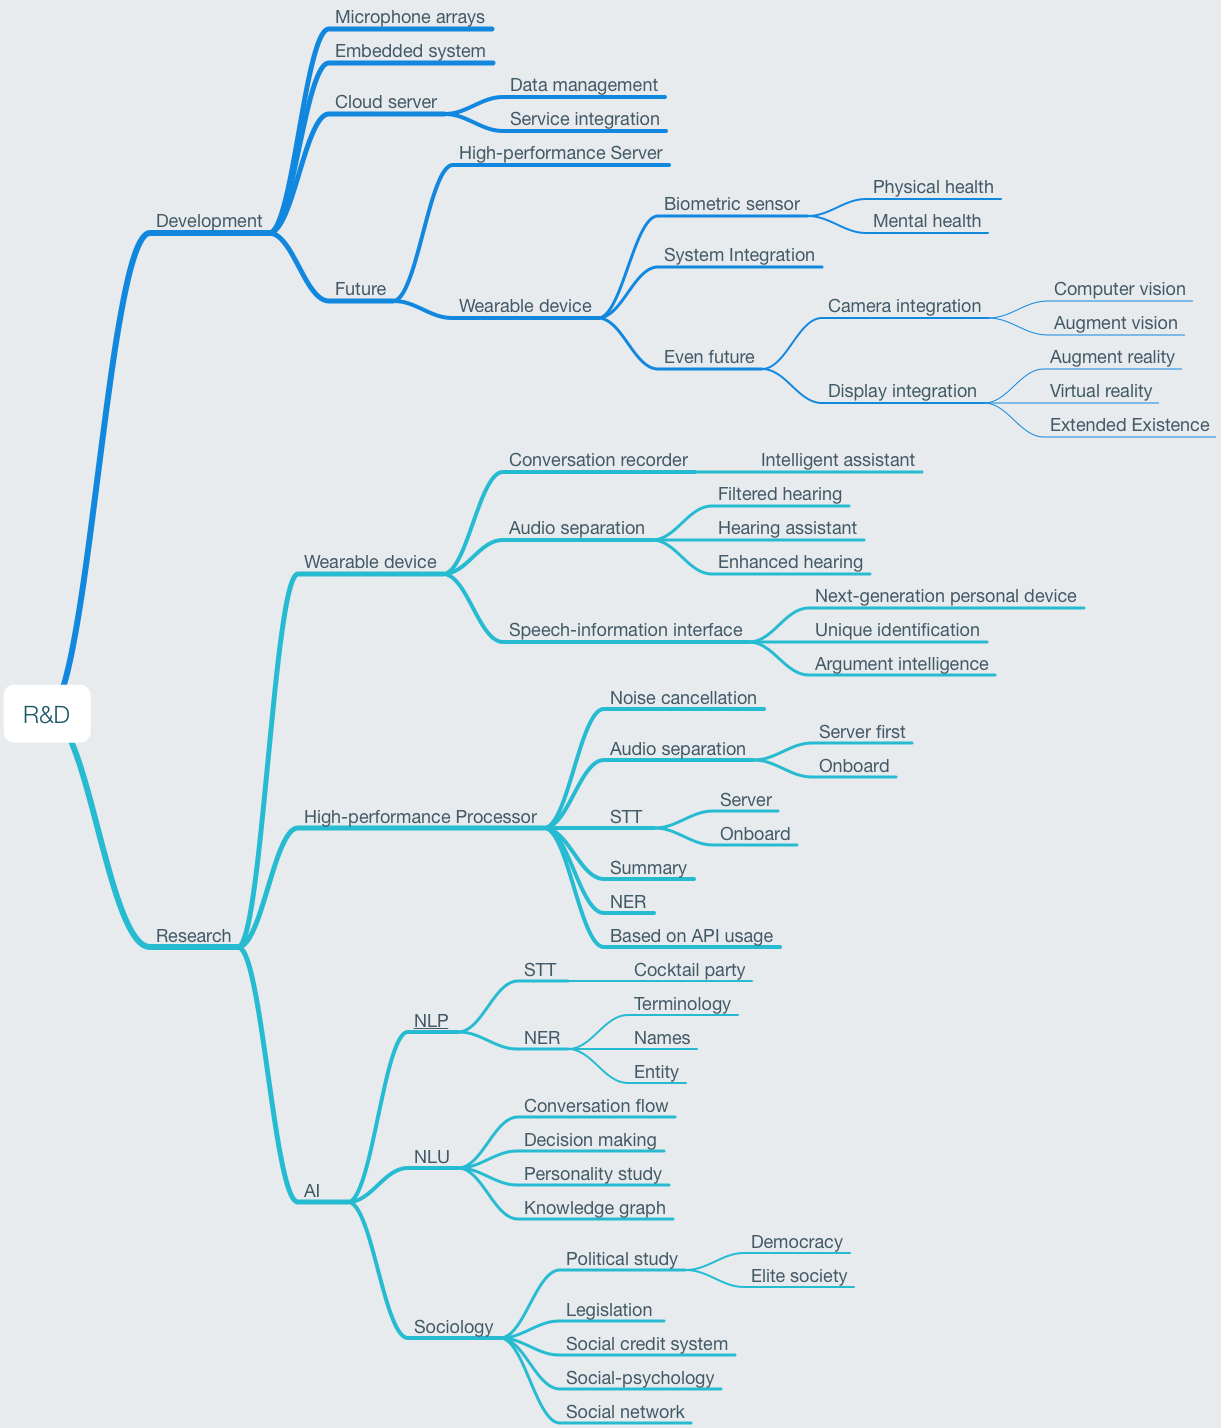 Microphone arrays
Embedded system
Data management
Cloud server
Service integration
High-performance Server
Physical health
Biometric sensor
Mental health
Development
System Integration
Future
Computer vision
Wearable device
Camera integration
Augment vision
Even future
Augment reality
Display integration
Virtual reality
Extended Existence
Conversation recorder
Intelligent assistant
Filtered hearing
Audio separation
Hearing assistant
Wearable device
Enhanced hearing
Next-generation personal device
Speech-information interface
Unique identification
Argument intelligence
R&D
Noise cancellation
Server first
Audio separation
Onboard
Server
High-performance Processor
STT
Onboard
Summary
NER
Research
Based on API usage
STT
Cocktail party
Terminology
NLP
NER
Names
Entity
Conversation flow
Decision making
NLU
Personality study
AI
Knowledge graph
Democracy
Political study
Elite society
Legislation
Sociology
Social credit system
Social-psychology
Social network